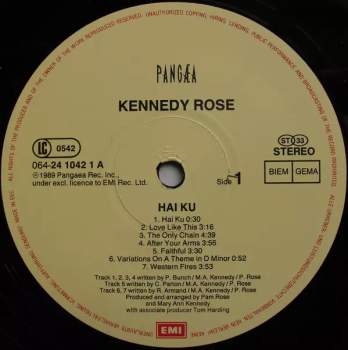 ALL RIGHTS OF THE PRODUCER AND OF THE OWNER OF THE WORK REPRODUCED RESERVED. UNAUTHORIZED COPYING, HIRING, LENDING, PUBLIC PERFORMANCE AND BROADCASTING OF THE RECORD PROHIBITED.
PANGÆA
KENNEDY ROSE
LC 0542
064-24 1042 1 A
℗ 1989 Pangaea Rec. Inc.,
under excl. licence to EMI Rec. Ltd.
Side 1
ST 33
STEREO
BIEM GEMA
HAI KU
1. Hai Ku 0:30
2. Love Like This 3:16
3. The Only Chain 4:39
4. After Your Arms 3:55
5. Faithful 3:30
6. Variations On A Theme in D Minor 0:52
7. Western Fires 3:53
Track 1, 2, 3, 4 written by P. Bunch / M.A. Kennedy / P. Rose
Track 5 written by C. Parton / M.A. Kennedy / P. Rose
Track 6, 7 written by R. Armand / M.A. Kennedy / P. Rose
Produced and arranged by Pam Rose
and Mary Ann Kennedy
with associate producer Tom Harding
EMI